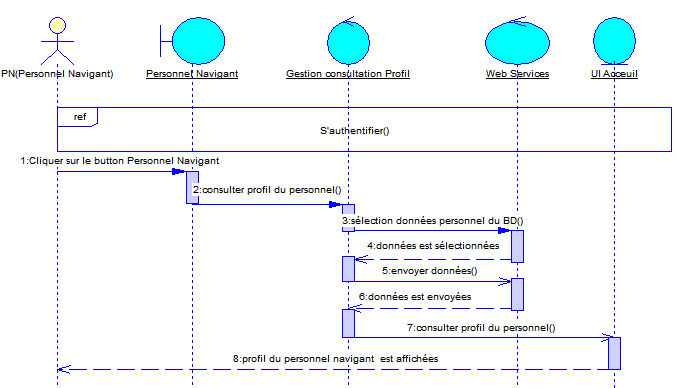 PN(Personnel Navigant)
Personnel Navigant
Gestion consultation Profil
Web Services
UI Acceuil
ref
S'authentifier()
1:Cliquer sur le button Personnel Navigant
2:consulter profil du personnel()
3:sélection données personnel du BD()
4:données est sélectionnées
5:envoyer données()
6:données est envoyées
7:consulter profil du personnel()
8:profil du personnel navigant est affichées